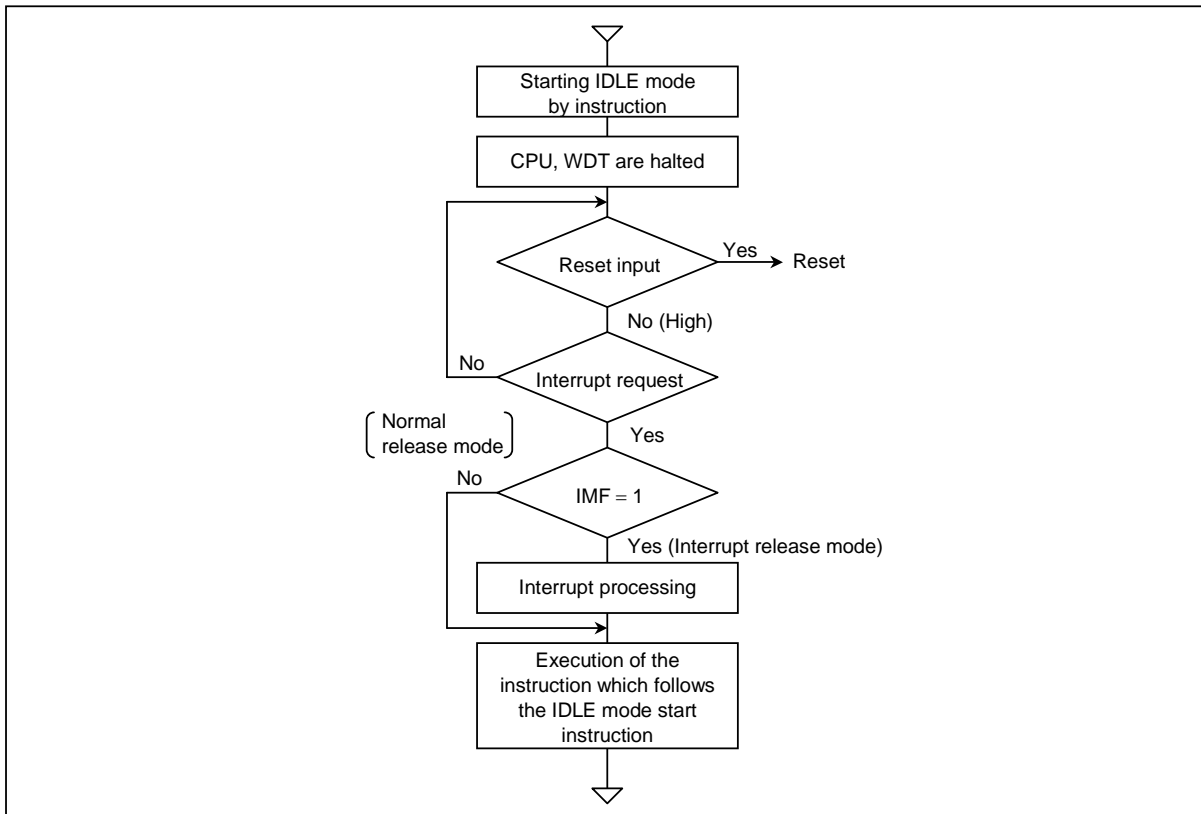 Starting IDLE mode
by instruction
CPU, WDT are halted
Reset input
Yes
Reset
No (High)
No
Interrupt request
Normal
release mode
Yes
No
IMF = 1
Yes (Interrupt release mode)
Interrupt processing
Execution of the
instruction which follows
the IDLE mode start
instruction